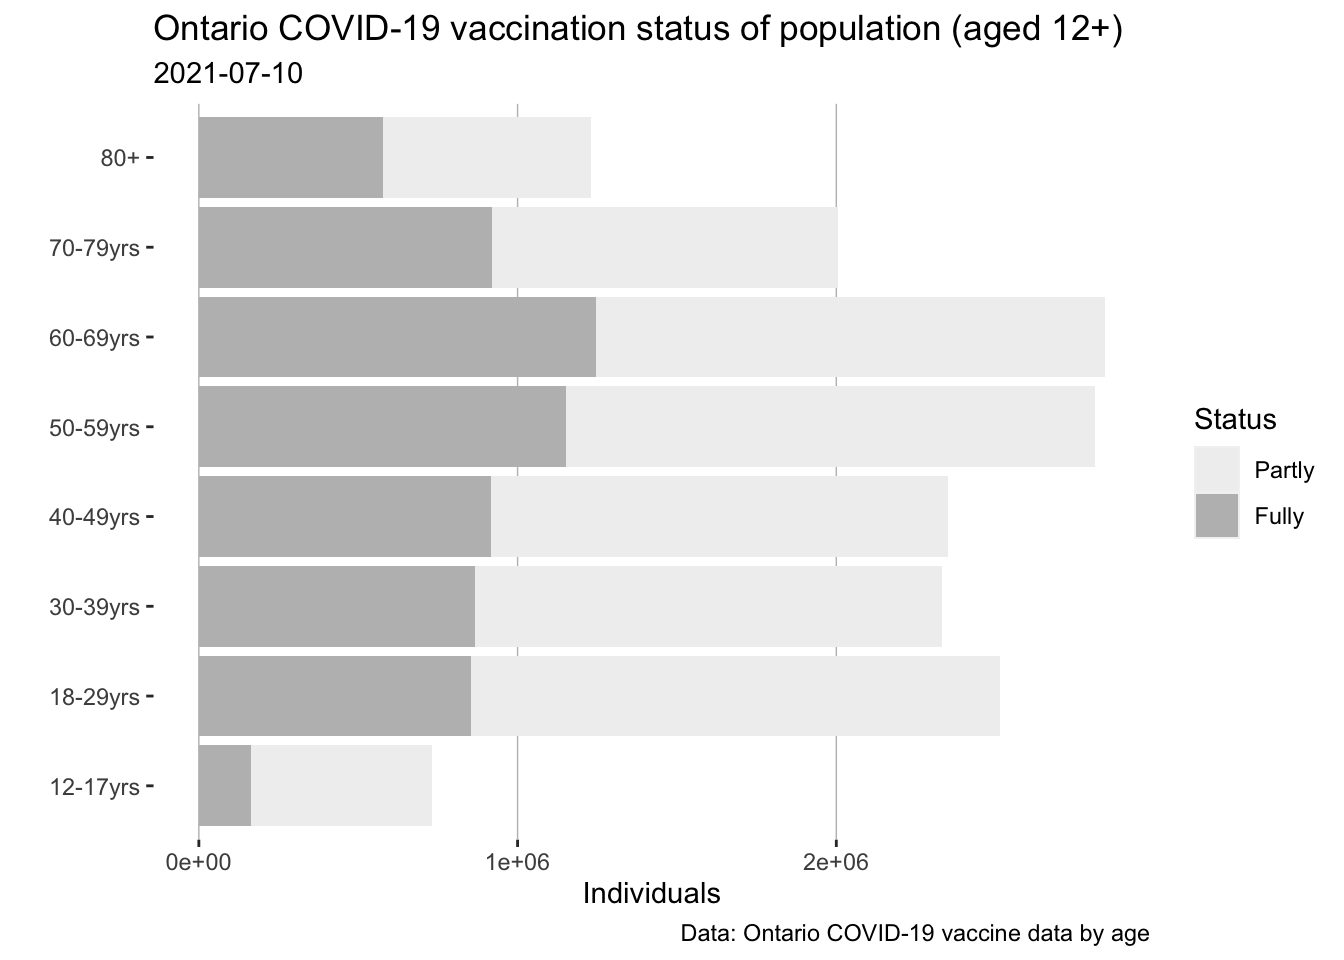 Ontario COVID-19 vaccination status of population (aged 12+)
2021-07-10
80+
70-79yrs
60-69yrs
50-59yrs
40-49yrs
30-39yrs
18-29yrs
12-17yrs
0e+00 1e+06 2e+06
Individuals
Status
Partly
Fully
Data: Ontario COVID-19 vaccine data by age